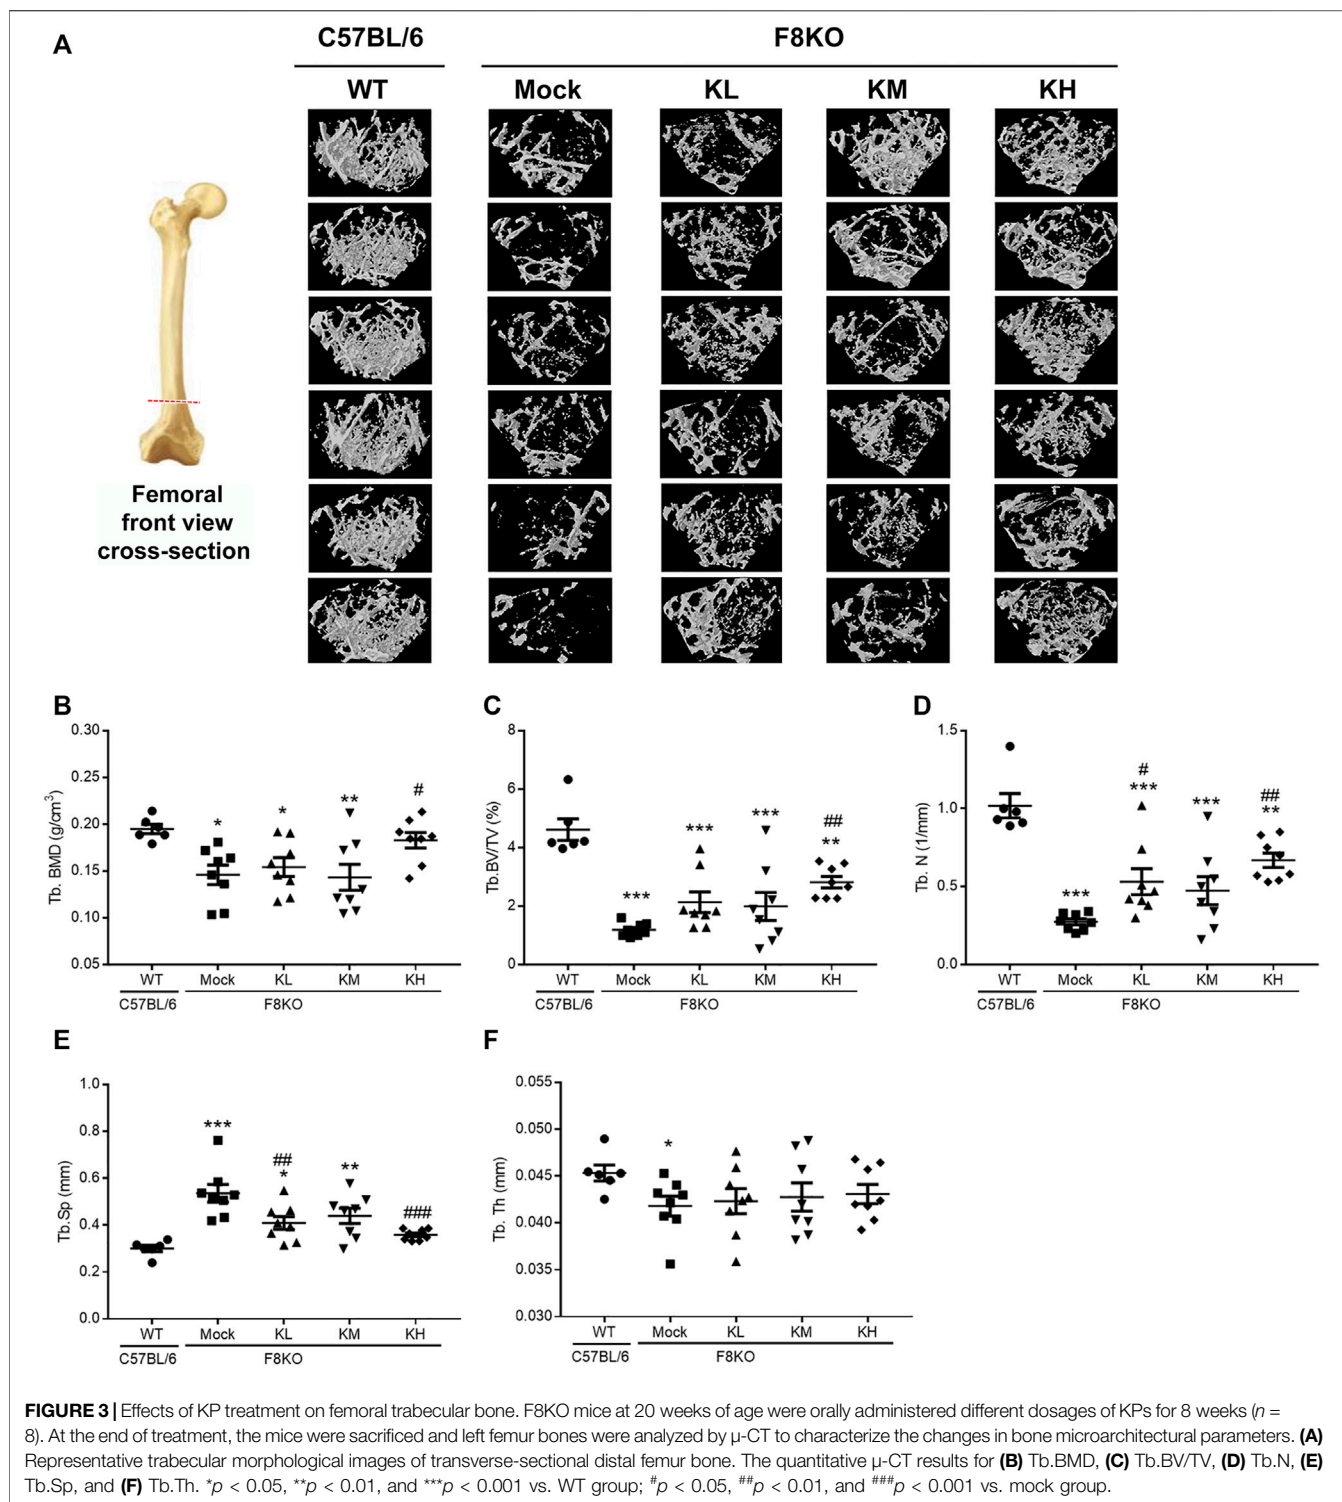 A
C57BL/6
F8KO
WT
Mock
KL
KM
KH
Femoral
front view
cross-section
B
0.30
0.25
0.20
0.15
0.10
0.05
Tb. BMD (g/cm³)
*
*
**
#
WT
Mock
KL
KM
KH
C57BL/6
F8KO
C
8
6
4
2
0
Tb.BV/TV (%)
***
***
***
##
**
WT
Mock
KL
KM
KH
C57BL/6
F8KO
D
1.5
1.0
0.5
0.0
Tb. N (1/mm)
***
#
***
***
##
**
WT
Mock
KL
KM
KH
C57BL/6
F8KO
E
1.0
0.8
0.6
0.4
0.2
0.0
Tb.Sp (mm)
***
##
*
**
###
WT
Mock
KL
KM
KH
C57BL/6
F8KO
F
0.055
0.050
0.045
0.040
0.035
0.030
Tb. Th (mm)
*
WT
Mock
KL
KM
KH
C57BL/6
F8KO
FIGURE 3 | Effects of KP treatment on femoral trabecular bone. F8KO mice at 20 weeks of age were orally administered different dosages of KPs for 8 weeks (n =
8). At the end of treatment, the mice were sacrificed and left femur bones were analyzed by μ-CT to characterize the changes in bone microarchitectural parameters. (A)
Representative trabecular morphological images of transverse-sectional distal femur bone. The quantitative μ-CT results for (B) Tb.BMD, (C) Tb.BV/TV, (D) Tb.N, (E)
Tb.Sp, and (F) Tb.Th. *p < 0.05, **p < 0.01, and ***p < 0.001 vs. WT group; #p < 0.05, ##p < 0.01, and ###p < 0.001 vs. mock group.